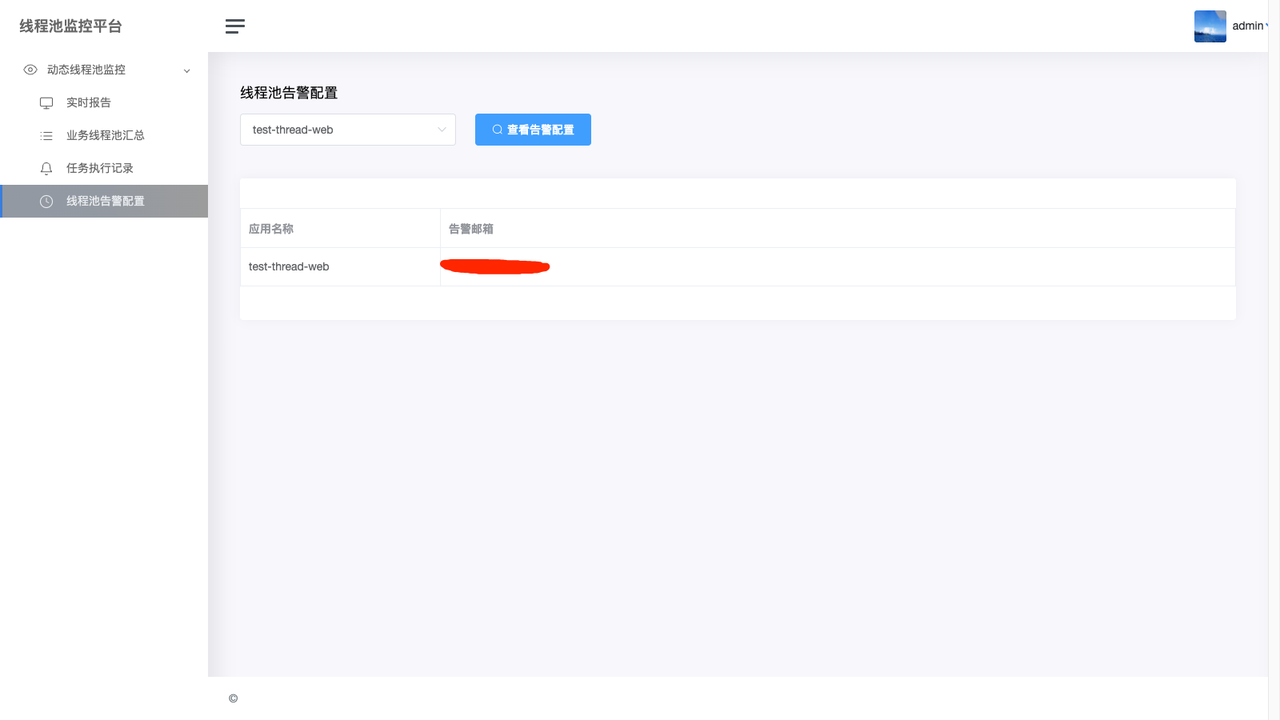 线程池监控平台
admin
动态线程池监控
实时报告
业务线程池汇总
任务执行记录
线程池告警配置
线程池告警配置
test-thread-web
查看告警配置
应用名称 告警邮箱
test-thread-web
©